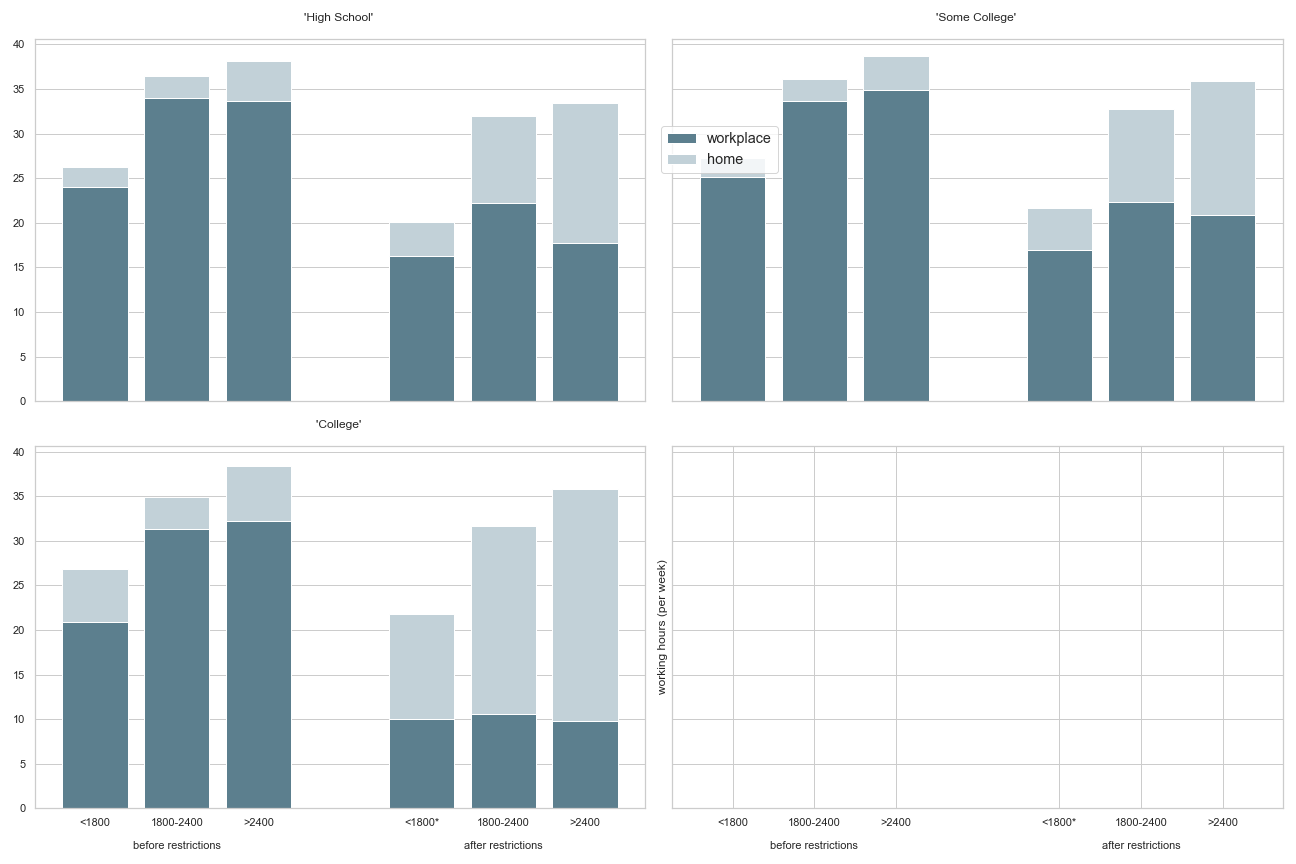 'High School'
'Some College'
40
35
30
25
20
15
10
5
0
workplace
home
'College'
40
35
30
25
20
15
10
5
0
working hours (per week)
<1800 1800-2400 >2400 <1800* 1800-2400 >2400
before restrictions after restrictions
<1800 1800-2400 >2400 <1800* 1800-2400 >2400
before restrictions after restrictions